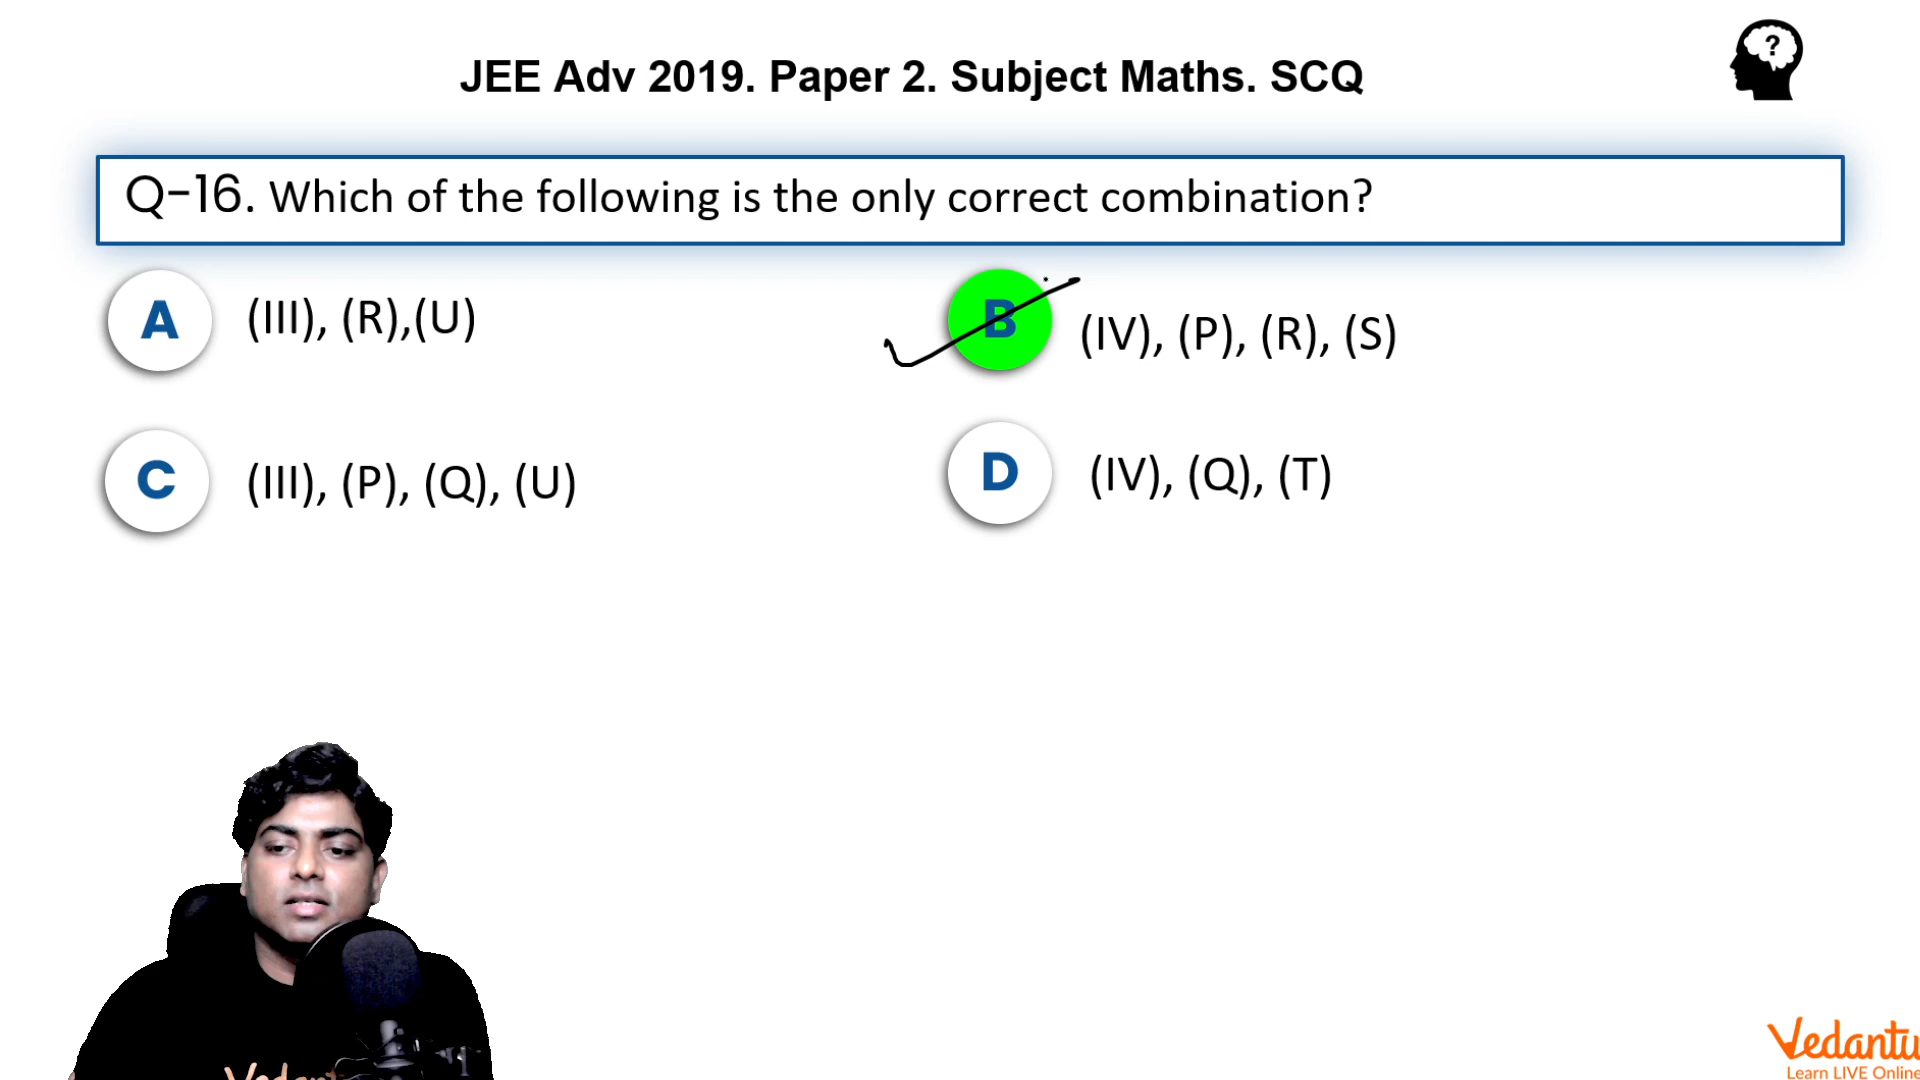 JEE Adv 2019. Paper 2. Subject Maths. SCQ
?
Q-16. Which of the following is the only correct combination?
A (III), (R),(U)
B (IV), (P), (R), (S)
C (III), (P), (Q), (U)
D (IV), (Q), (T)
Vedantu
Learn LIVE Online
Vedant